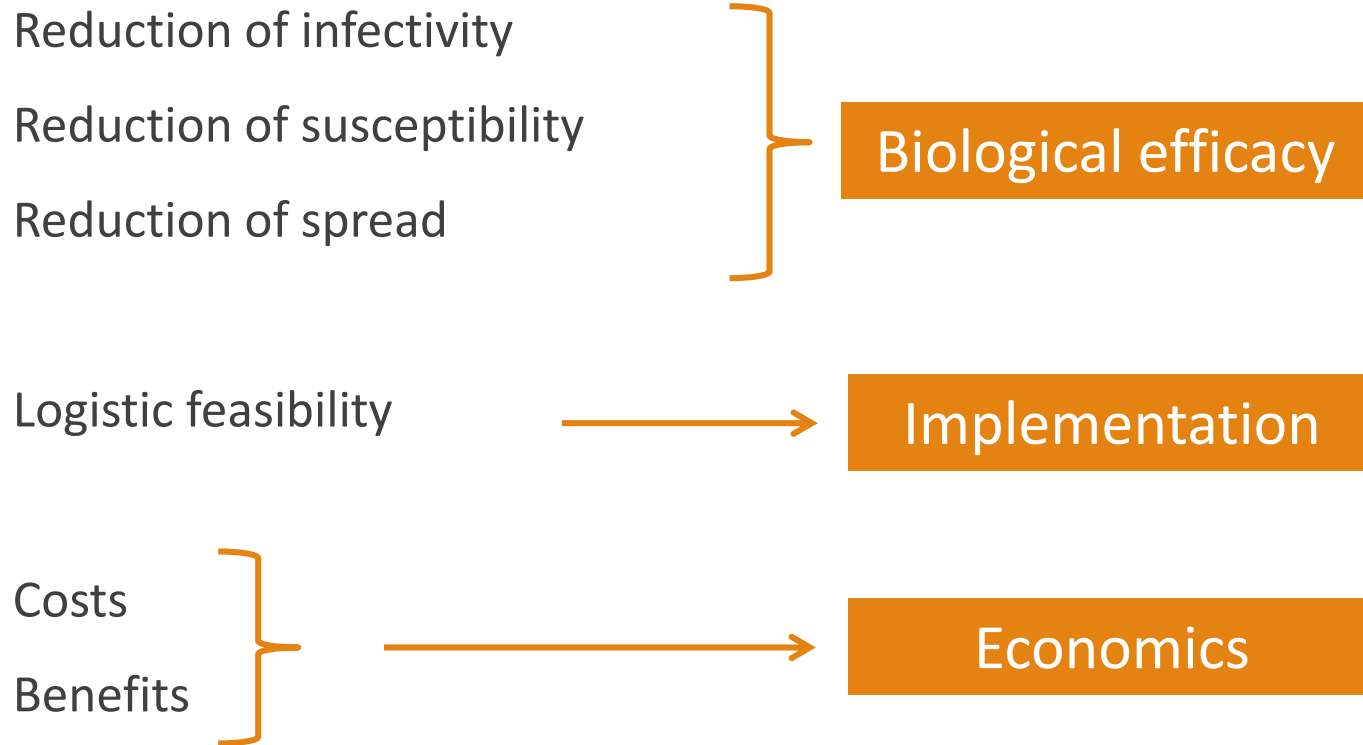 Reduction of infectivity
Reduction of susceptibility
Biological efficacy
Reduction of spread
Logistic feasibility
Implementation
Costs
Economics
Benefits